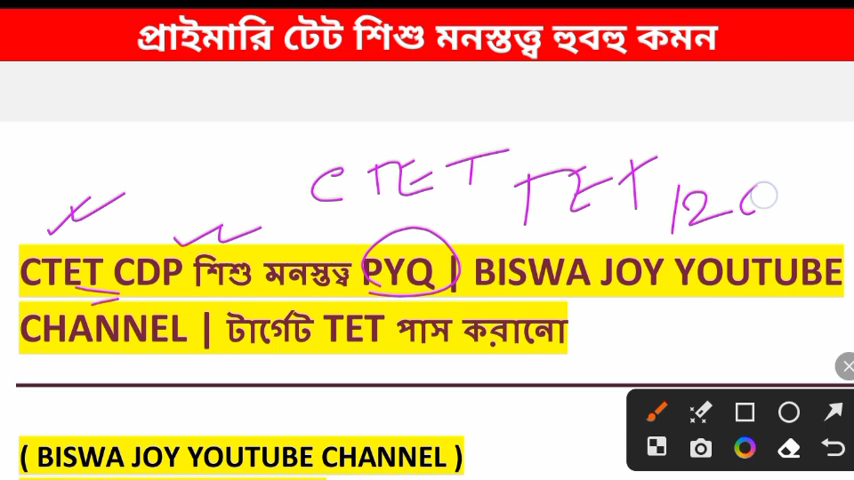 প্রাইমারি টেট শিশু মনস্তত্ত্ব হুবহু কমন
CTET TET 120
CTET CDP শিশু মনস্তত্ত্ব PYQ | BISWA JOY YOUTUBE
CHANNEL | টার্গেট TET পাস করানো
( BISWA JOY YOUTUBE CHANNEL )